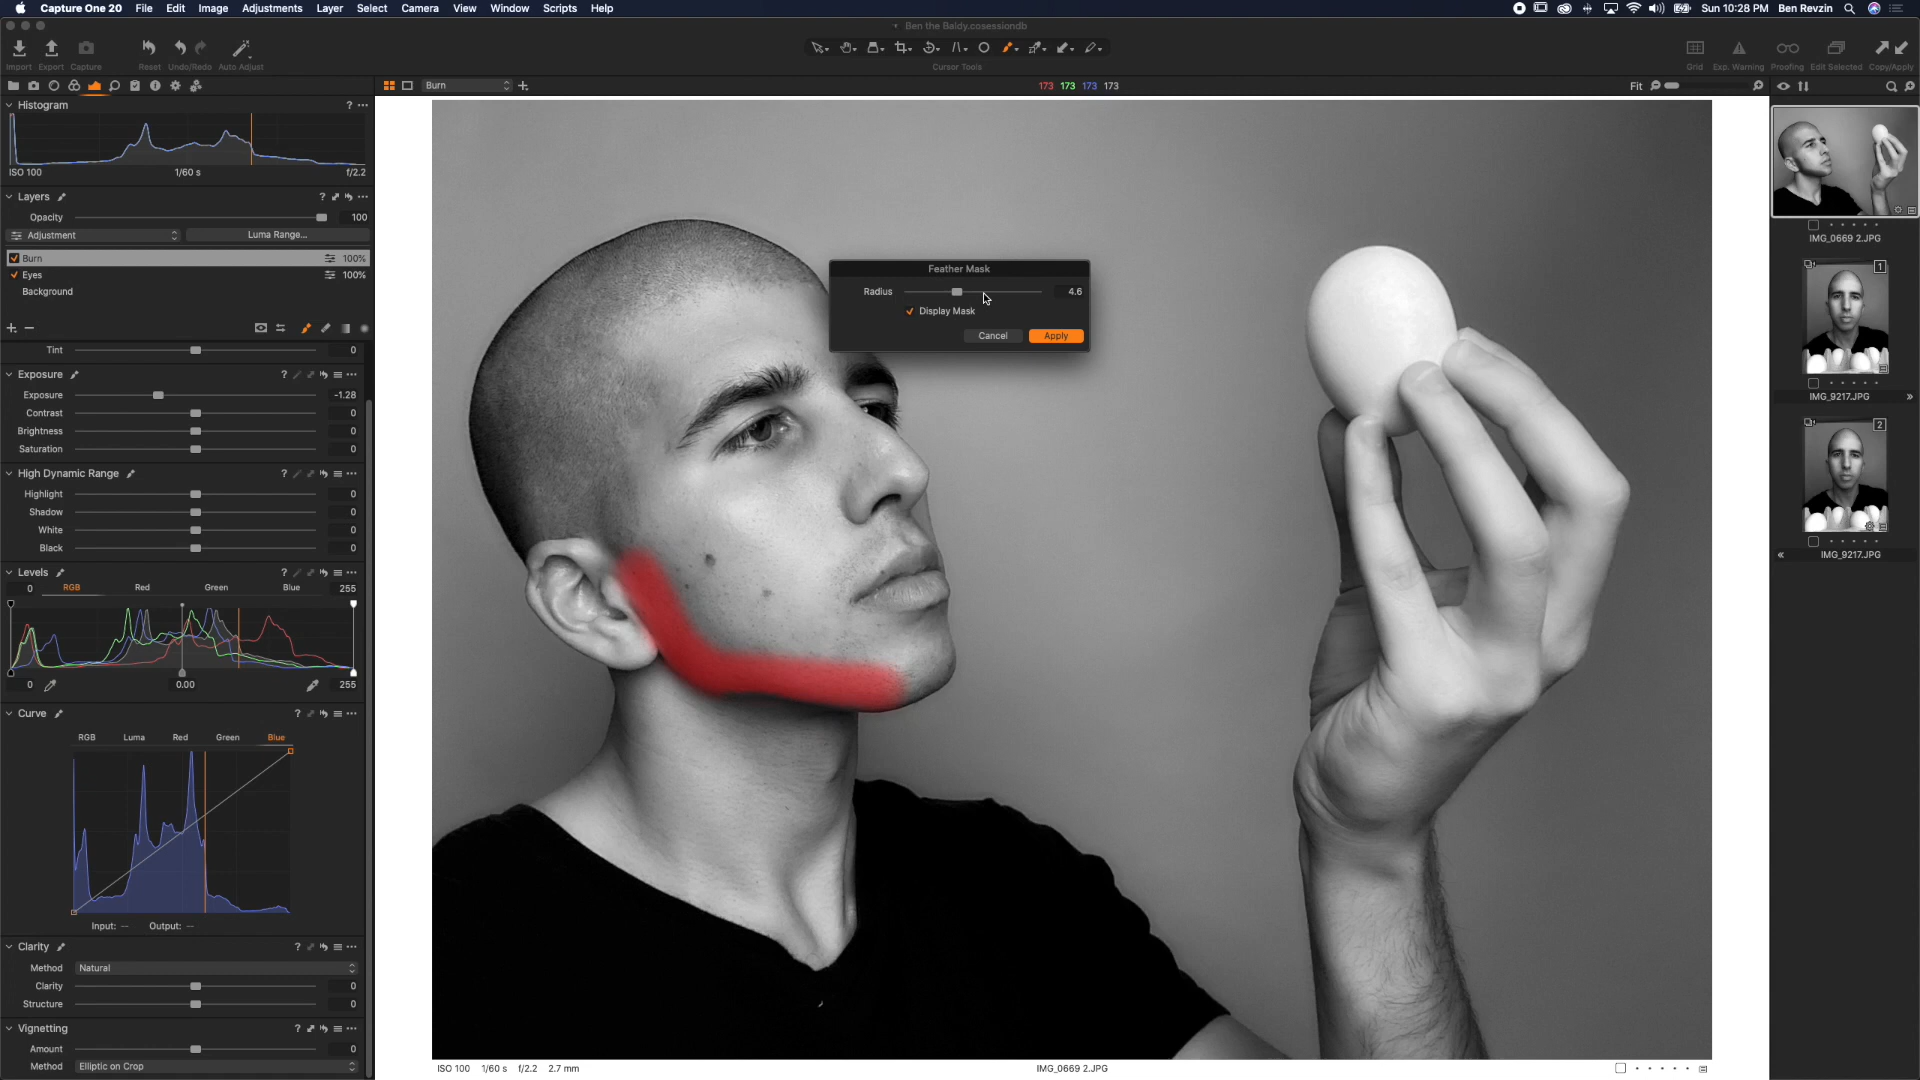 Capture One 20 File Edit Image Adjustments Layer Select Camera View Window Scripts Help Sun 10:28 PM Ben Revzin
Ben the Baldy.cosessiondb
Import Export Capture Reset Undo/Redo Auto Adjust Cursor Tools Grid Exp. Warning Proofing Edit Selected Copy/Apply
Burn 173 173 173 173 Fit
Histogram
ISO 100 1/60 s f/2.2
Layers
Opacity 100
Adjustment Luma Range...
Burn 100%
Eyes 100%
Background
Tint 0
Exposure
Exposure -1.28
Contrast 0
Brightness 0
Saturation 0
High Dynamic Range
Highlight 0
Shadow 0
White 0
Black 0
Levels
0 RGB Red Green Blue 255
0 0.00 255
Curve
RGB Luma Red Green Blue
Input: -- Output: --
Clarity
Method Natural
Clarity 0
Structure 0
Vignetting
Amount 0
Method Elliptic on Crop
Feather Mask
Radius 4.6
Display Mask
Cancel Apply
ISO 100 1/60 s f/2.2 2.7 mm IMG_0669 2.JPG
IMG_0669 2.JPG
1
IMG_9217.JPG
2
IMG_9217.JPG